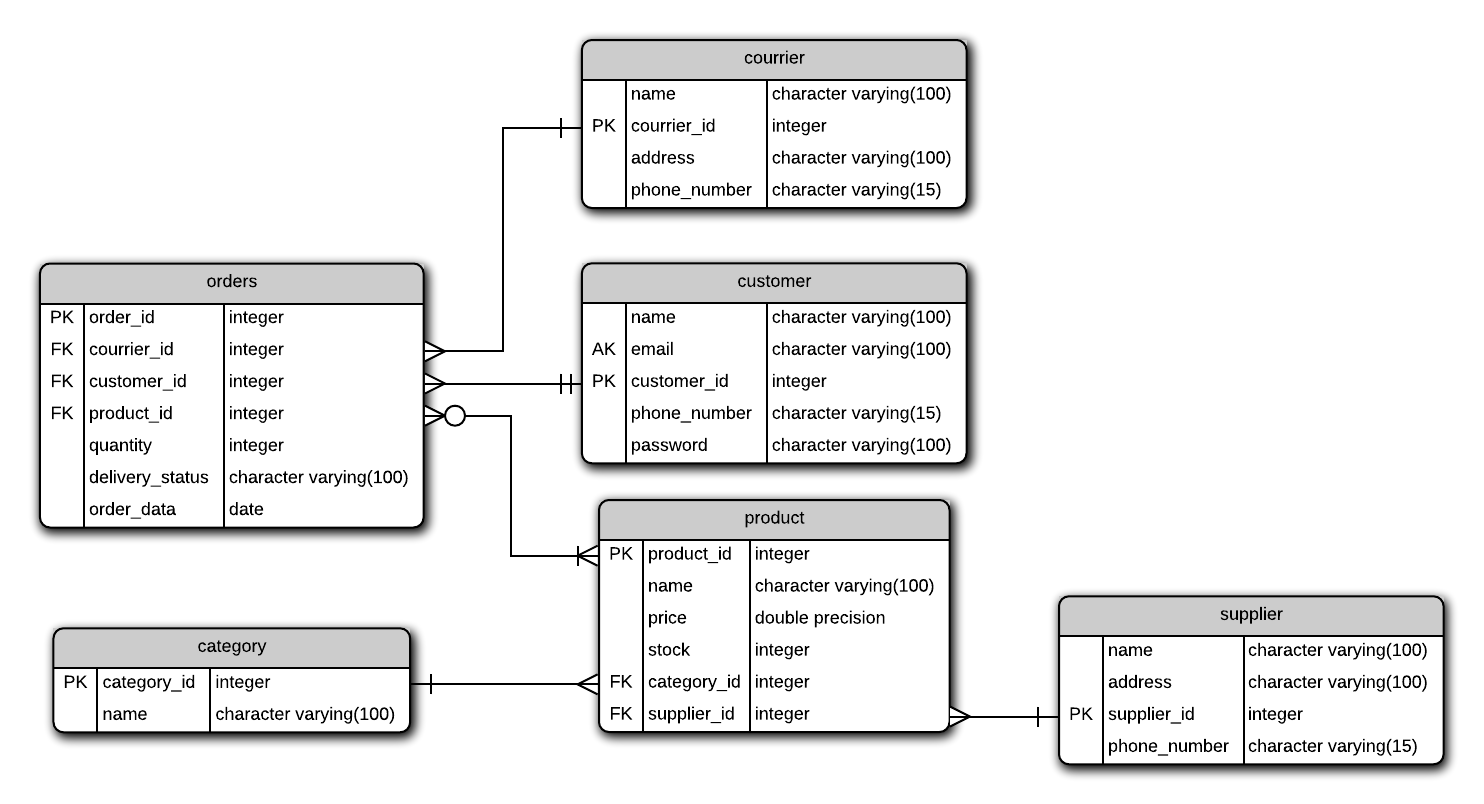 courrier
name character varying(100)
PK courrier_id integer
address character varying(100)
phone_number character varying(15)
orders
PK order_id integer
FK courrier_id integer
FK customer_id integer
FK product_id integer
quantity integer
delivery_status character varying(100)
order_data date
customer
name character varying(100)
AK email character varying(100)
PK customer_id integer
phone_number character varying(15)
password character varying(100)
product
PK product_id integer
name character varying(100)
price double precision
stock integer
FK category_id integer
FK supplier_id integer
category
PK category_id integer
name character varying(100)
supplier
name character varying(100)
address character varying(100)
PK supplier_id integer
phone_number character varying(15)